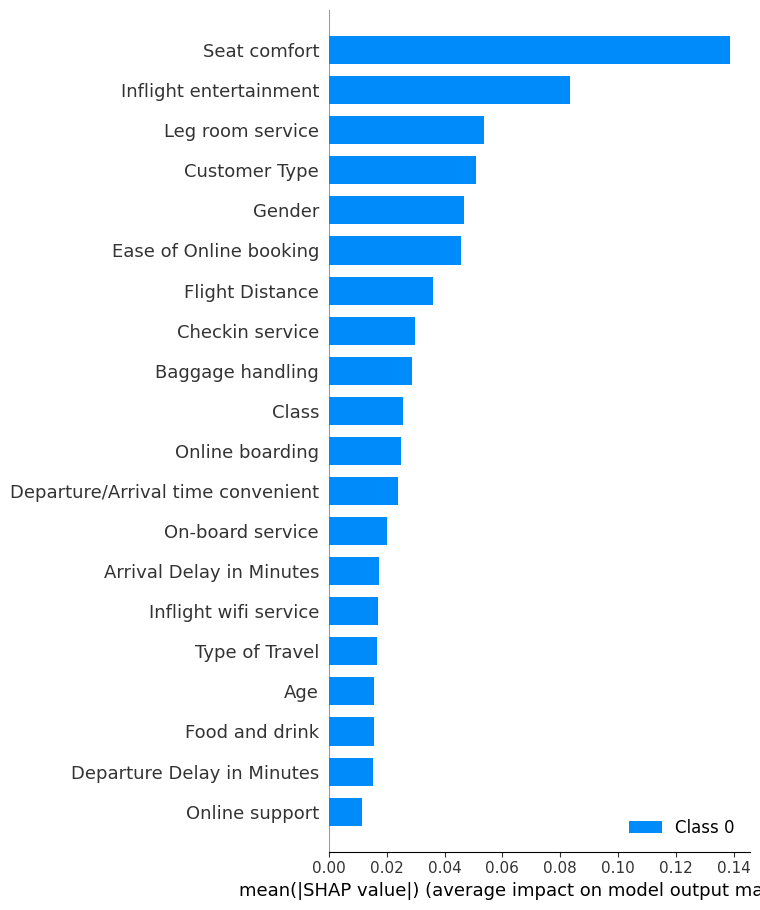 Seat comfort
Inflight entertainment
Leg room service
Customer Type
Gender
Ease of Online booking
Flight Distance
Checkin service
Baggage handling
Class
Online boarding
Departure/Arrival time convenient
On-board service
Arrival Delay in Minutes
Inflight wifi service
Type of Travel
Age
Food and drink
Departure Delay in Minutes
Online support
Class 0
0.00 0.02 0.04 0.06 0.08 0.10 0.12 0.14
mean(|SHAP value|) (average impact on model output ma